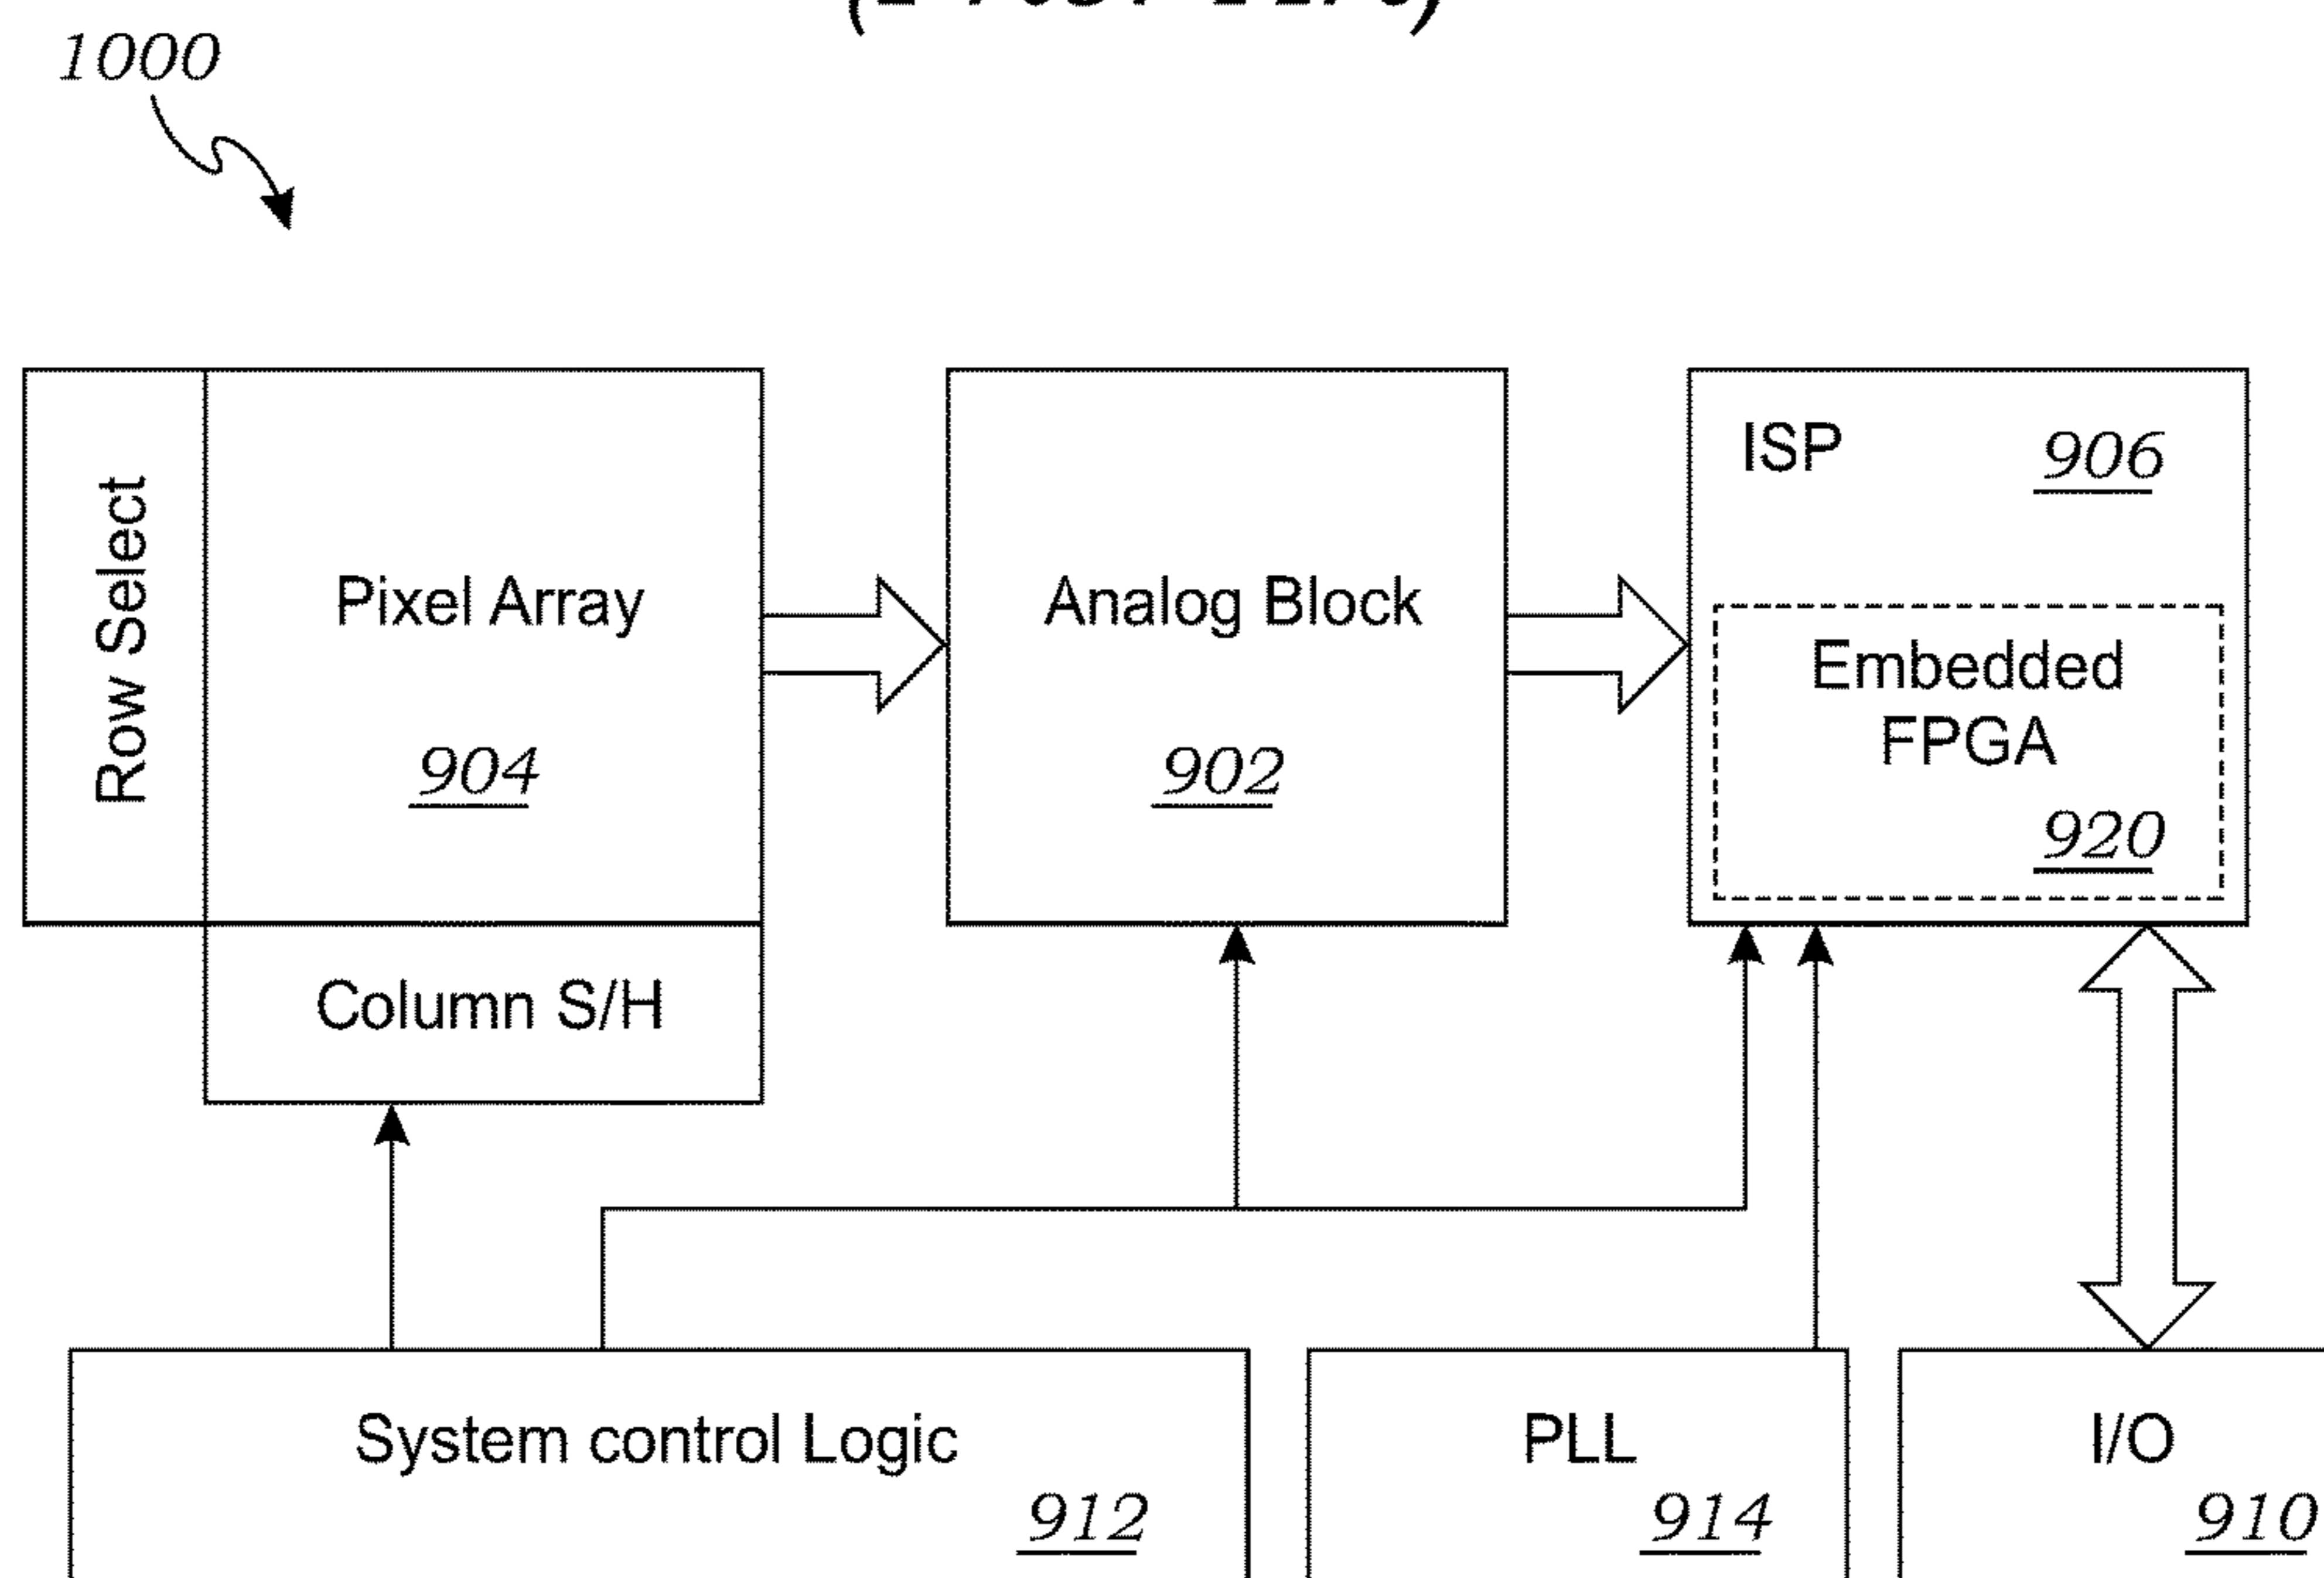 1000
Row Select
Pixel Array
904
Analog Block
902
ISP
906
Embedded
FPGA
920
Column S/H
System control Logic
912
PLL
914
I/O
910